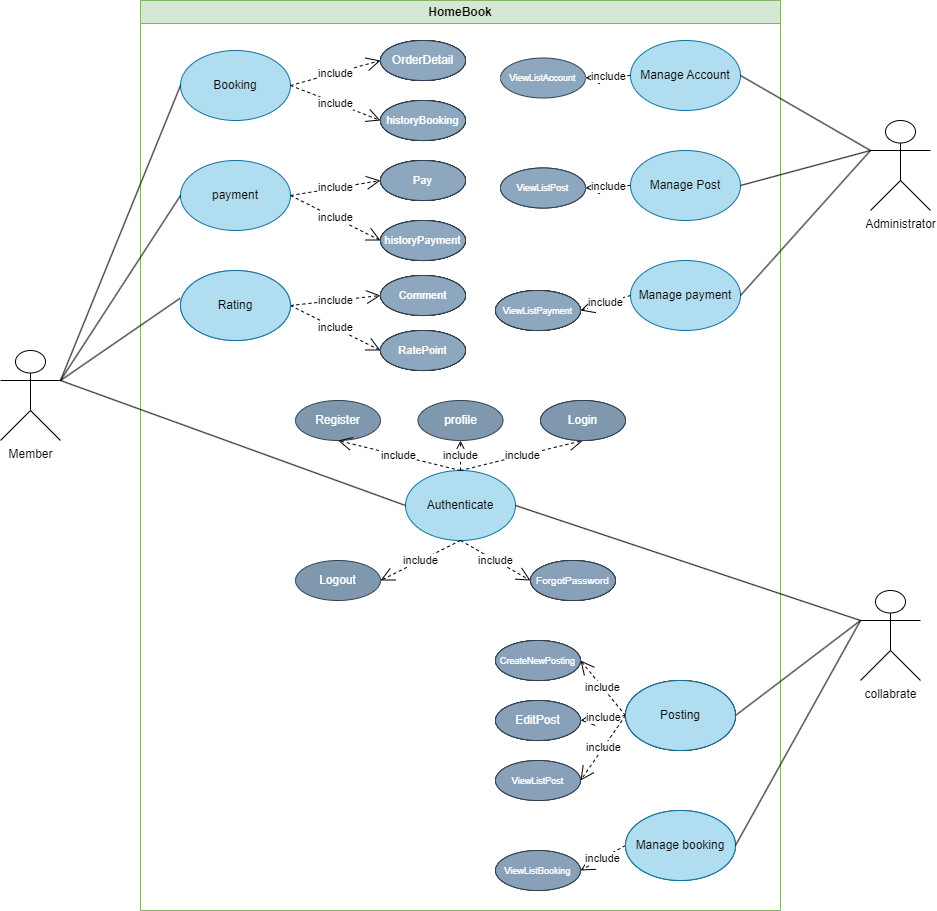 HomeBook
Booking
include
OrderDetail
include
historyBooking
ViewListAccount
include
Manage Account
payment
include
Pay
include
historyPayment
ViewListPost
include
Manage Post
Administrator
Rating
include
Comment
include
RatePoint
ViewListPayment
include
Manage payment
Member
Register
profile
Login
include
include
include
Authenticate
include
include
Logout
ForgotPassword
collabrate
CreateNewPosting
include
EditPost
include
Posting
include
ViewListPost
Manage booking
include
ViewListBooking